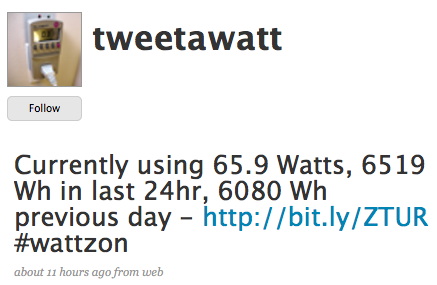 tweetawatt
Follow
Currently using 65.9 Watts, 6519
Wh in last 24hr, 6080 Wh
previous day – http://bit.ly/ZTUR
#wattzon
about 11 hours ago from web